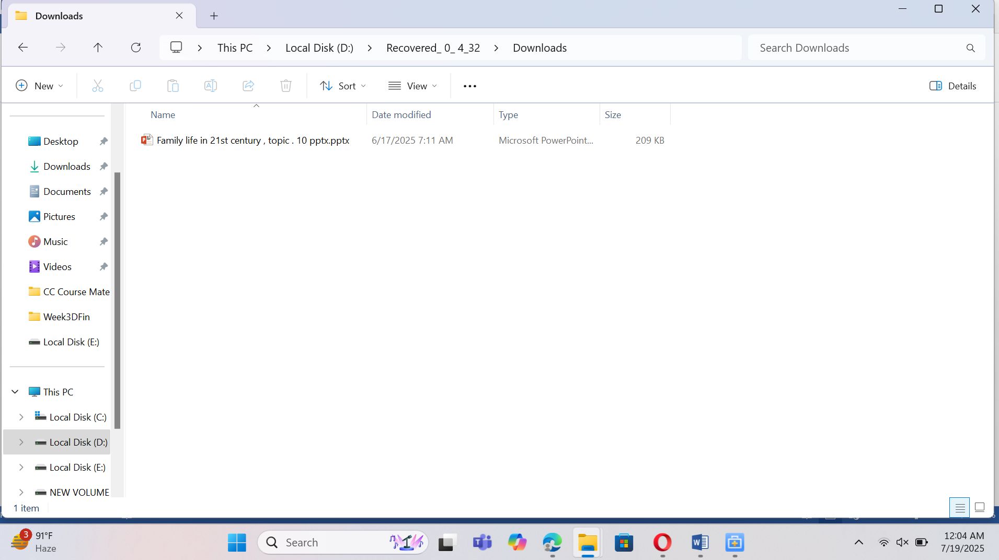 Downloads
This PC
Local Disk (D:)
Recovered_ 0_ 4_32
Downloads
Search Downloads
New
Sort
View
Details
Name
Date modified
Type
Size
Family life in 21st century , topic . 10 pptx.pptx
6/17/2025 7:11 AM
Microsoft PowerPoint...
209 KB
Desktop
Downloads
Documents
Pictures
Music
Videos
CC Course Mate
Week3DFin
Local Disk (E:)
This PC
Local Disk (C:)
Local Disk (D:)
Local Disk (E:)
NEW VOLUME
1 item
3
91°F
Haze
Search
12:04 AM
7/19/2025